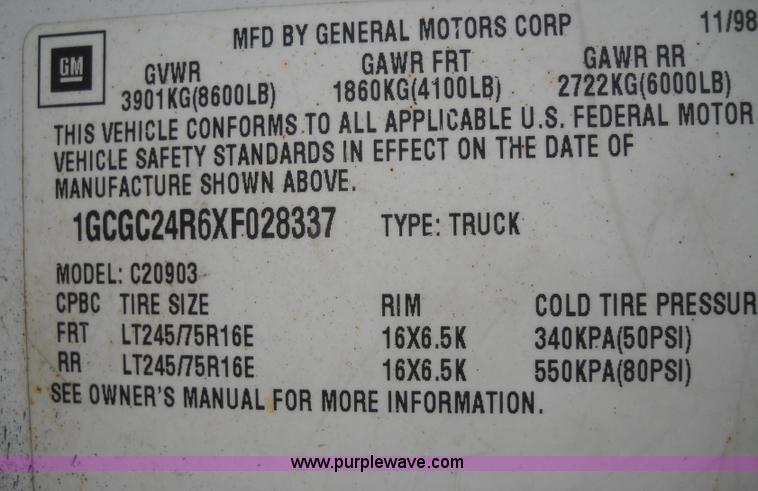 MFD BY GENERAL MOTORS CORP 11/98
GM
GVWR GAWR FRT GAWR RR
3901KG(8600LB) 1860KG(4100LB) 2722KG(6000LB)
THIS VEHICLE CONFORMS TO ALL APPLICABLE U.S. FEDERAL MOTOR
VEHICLE SAFETY STANDARDS IN EFFECT ON THE DATE OF
MANUFACTURE SHOWN ABOVE.
1GCGC24R6XF028337 TYPE: TRUCK
MODEL: C20903
CPBC TIRE SIZE RIM COLD TIRE PRESSUR
FRT LT245/75R16E 16X6.5K 340KPA(50PSI)
RR LT245/75R16E 16X6.5K 550KPA(80PSI)
SEE OWNER'S MANUAL FOR MORE INFORMATION.
www.purplewave.com